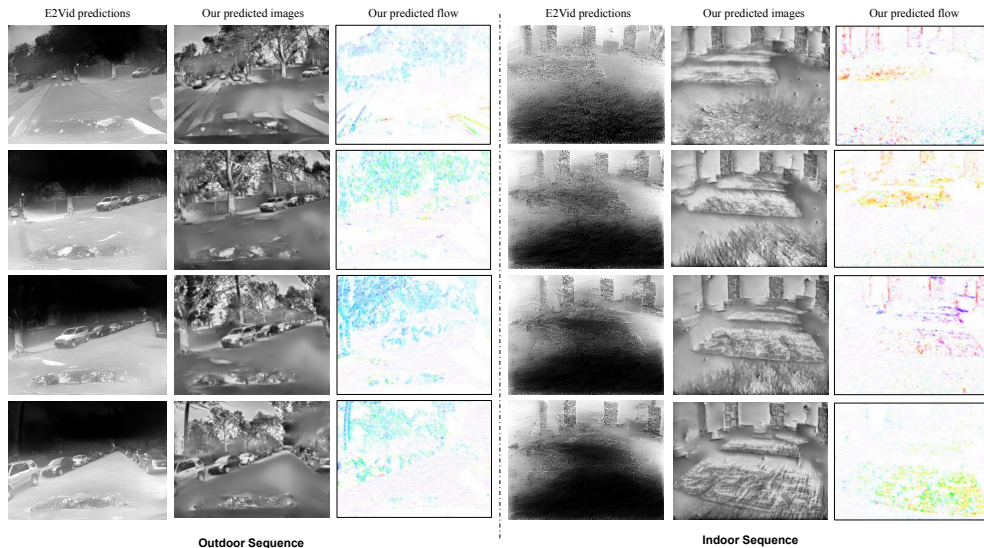 E2Vid predictions
Our predicted images
Our predicted flow
E2Vid predictions
Our predicted images
Our predicted flow
Outdoor Sequence
Indoor Sequence